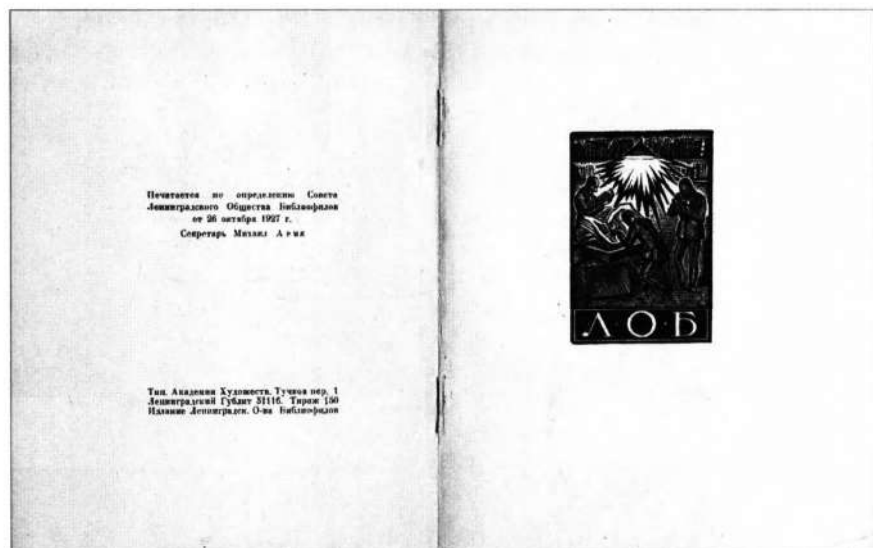 Печатается по определению Совета
Ленинградского Общества Библиофилов
от 26 октября 1927 г.
Секретарь Михаил Арик
Тип. Академии Художеств, Тучков пер. 1
Ленинградский Гублит 31116. Тираж 150
Издание Ленинградск. О-ва Библиофилов
Л·О·Б